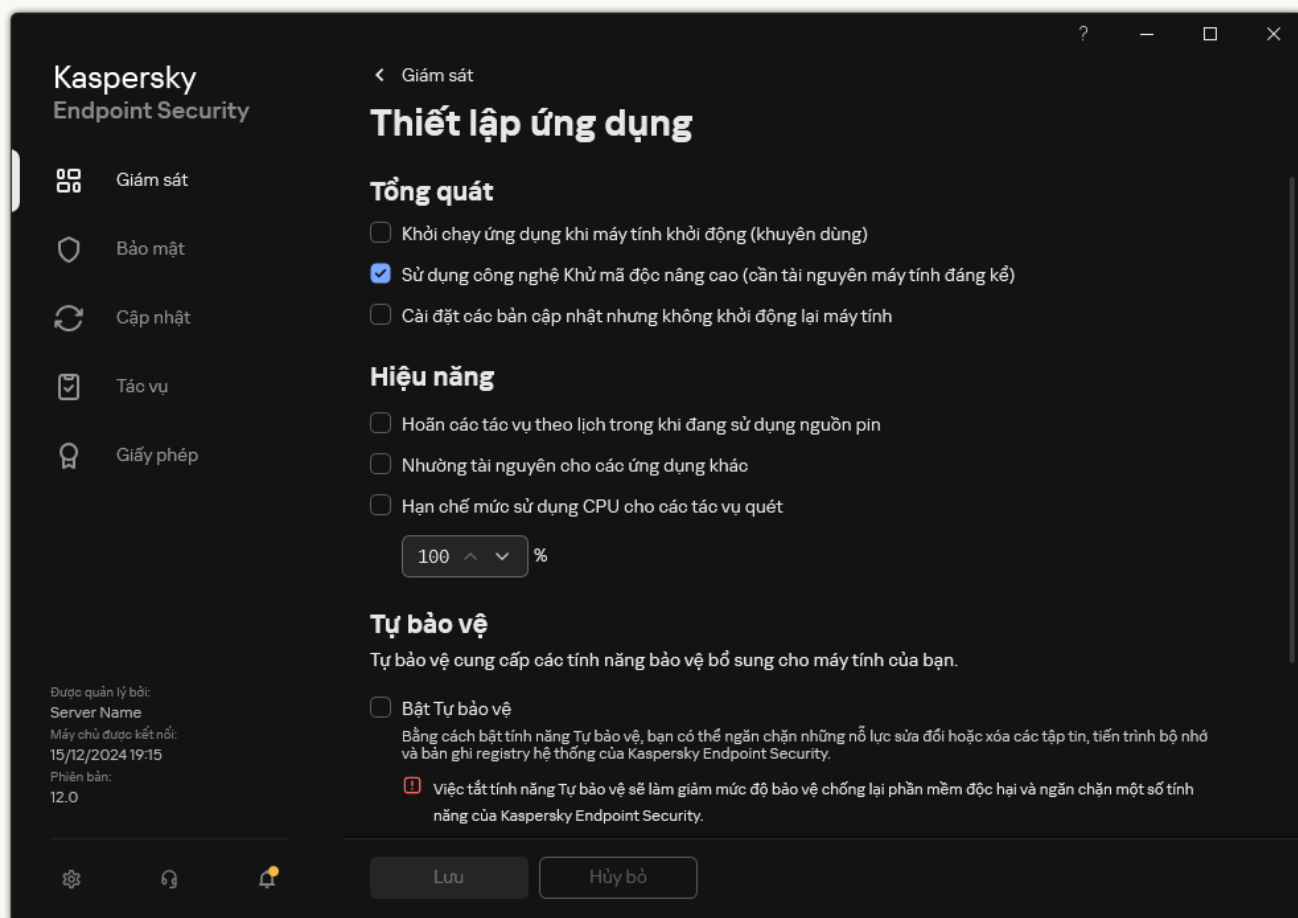 ?
Kaspersky
Endpoint Security
Giám sát
Bảo mật
Cập nhật
Tác vụ
Giấy phép
Được quản lý bởi:
Server Name
Máy chủ được kết nối:
15/12/2024 19:15
Phiên bản:
12.0
Giám sát
Thiết lập ứng dụng
Tổng quát
Khởi chạy ứng dụng khi máy tính khởi động (khuyên dùng)
Sử dụng công nghệ Khử mã độc nâng cao (cần tài nguyên máy tính đáng kể)
Cài đặt các bản cập nhật nhưng không khởi động lại máy tính
Hiệu năng
Hoãn các tác vụ theo lịch trong khi đang sử dụng nguồn pin
Nhường tài nguyên cho các ứng dụng khác
Hạn chế mức sử dụng CPU cho các tác vụ quét
100 %
Tự bảo vệ
Tự bảo vệ cung cấp các tính năng bảo vệ bổ sung cho máy tính của bạn.
Bật Tự bảo vệ
Bằng cách bật tính năng Tự bảo vệ, bạn có thể ngăn chặn những nỗ lực sửa đổi hoặc xóa các tập tin, tiến trình bộ nhớ
và bản ghi registry hệ thống của Kaspersky Endpoint Security.
Việc tắt tính năng Tự bảo vệ sẽ làm giảm mức độ bảo vệ chống lại phần mềm độc hại và ngăn chặn một số tính
năng của Kaspersky Endpoint Security.
Lưu
Hủy bỏ